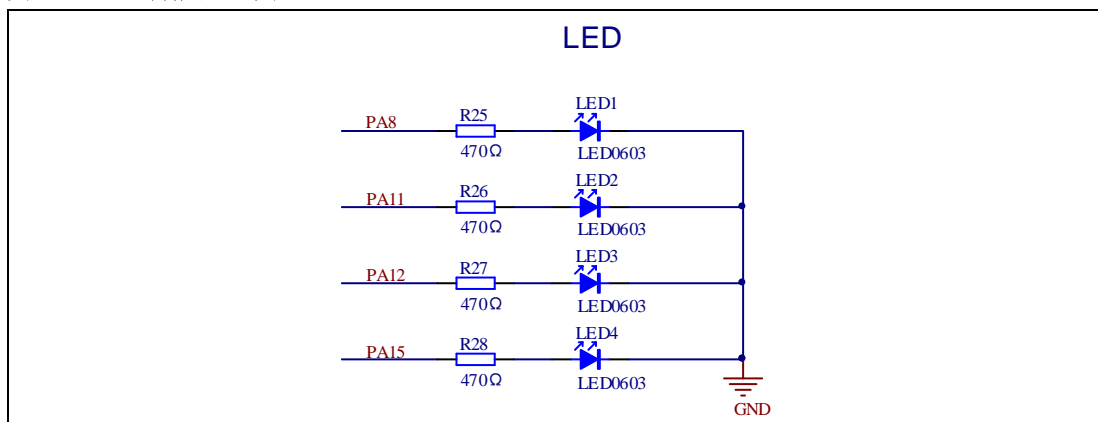 LED
LED1
PA8
R25
470Ω
LED0603
LED2
PA11
R26
470Ω
LED0603
LED3
PA12
R27
470Ω
LED0603
LED4
PA15
R28
470Ω
LED0603
GND